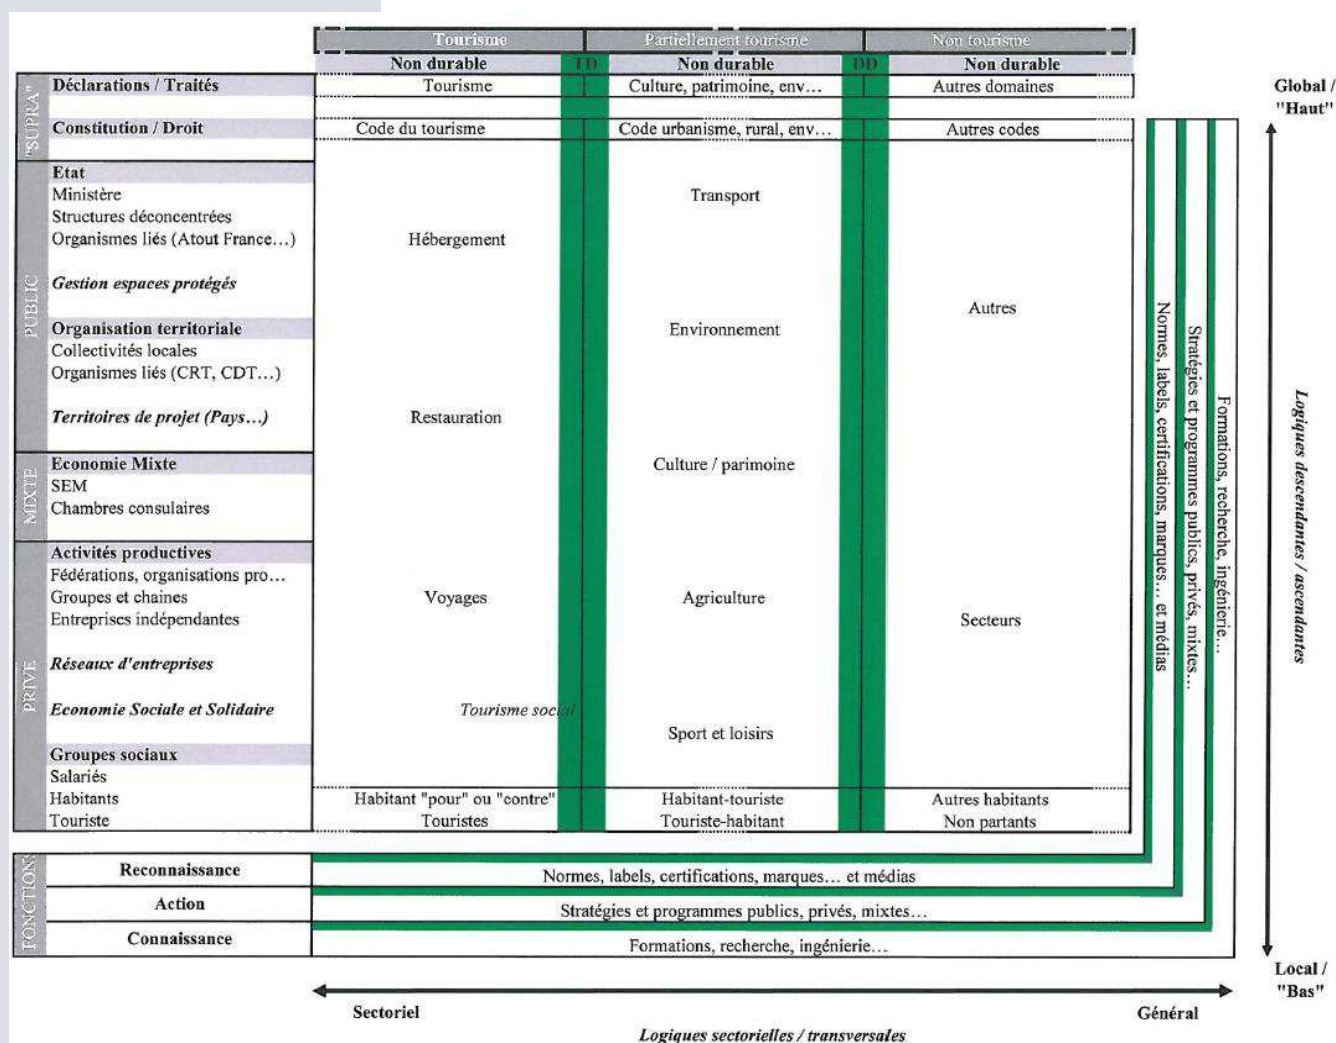 Tourisme Partiellement tourisme Non tourisme
Non durable TD Non durable DD Non durable
"SUPRA"
Déclarations / Traités Tourisme Culture, patrimoine, env... Autres domaines
Constitution / Droit Code du tourisme Code urbanisme, rural, env... Autres codes
PUBLIC
Etat
Ministère Transport
Structures déconcentrées
Organismes liés (Atout France...) Hébergement
Gestion espaces protégés
Autres
Organisation territoriale Environnement
Collectivités locales
Organismes liés (CRT, CDT...)
Territoires de projet (Pays...) Restauration
MIXTE
Economie Mixte Culture / parimoine
SEM
Chambres consulaires
PRIVE
Activités productives
Fédérations, organisations pro...
Groupes et chaines Voyages Agriculture
Entreprises indépendantes Secteurs
Réseaux d'entreprises
Economie Sociale et Solidaire Tourisme social
Sport et loisirs
Groupes sociaux
Salariés
Habitants Habitant "pour" ou "contre" Habitant-touriste Autres habitants
Touriste Touristes Touriste-habitant Non partants
FONCTION
Reconnaissance Normes, labels, certifications, marques... et médias
Action Stratégies et programmes publics, privés, mixtes...
Connaissance Formations, recherche, ingénierie...
Normes, labels, certifications, marques... et médias
Stratégies et programmes publics, privés, mixtes...
Formations, recherche, ingénierie...
Global /
"Haut"
Logiques descendantes / ascendantes
Local /
"Bas"
Sectoriel Général
Logiques sectorielles / transversales